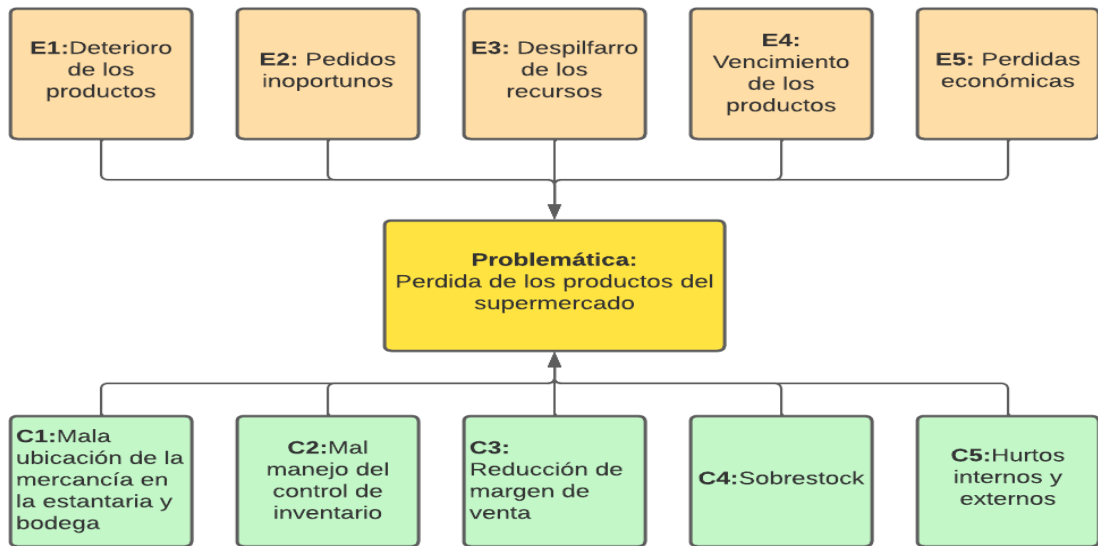 E1:Deterioro
de los
productos
E2: Pedidos
inoportunos
E3: Despilfarro
de los
recursos
E4:
Vencimiento
de los
productos
E5: Perdidas
económicas
Problemática:
Perdida de los productos del
supermercado
C1:Mala
ubicación de la
mercancía en
la estantaria y
bodega
C2:Mal
manejo del
control de
inventario
C3:
Reducción de
margen de
venta
C4:Sobrestock
C5:Hurtos
internos y
externos